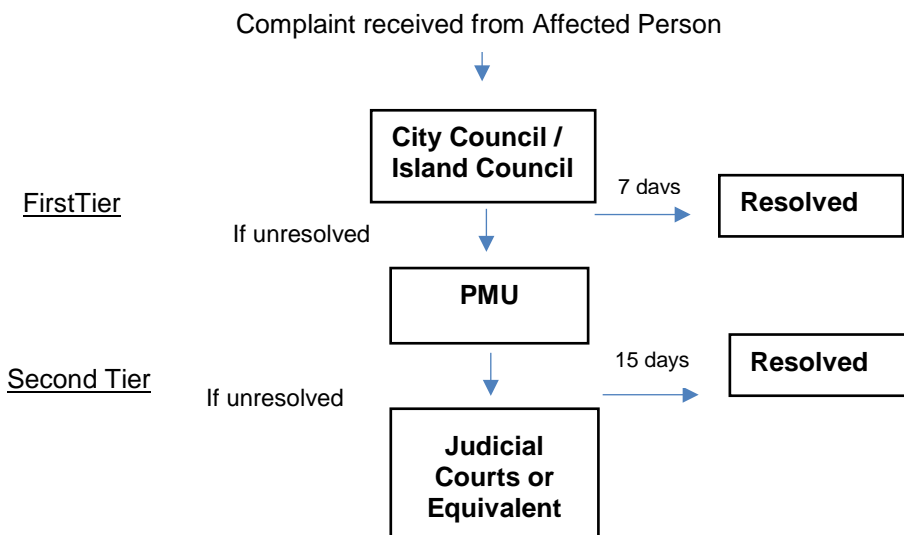 Complaint received from Affected Person
City Council /
Island Council
7 days
Resolved
FirstTier
If unresolved
PMU
15 days
Resolved
Second Tier
If unresolved
Judicial
Courts or
Equivalent